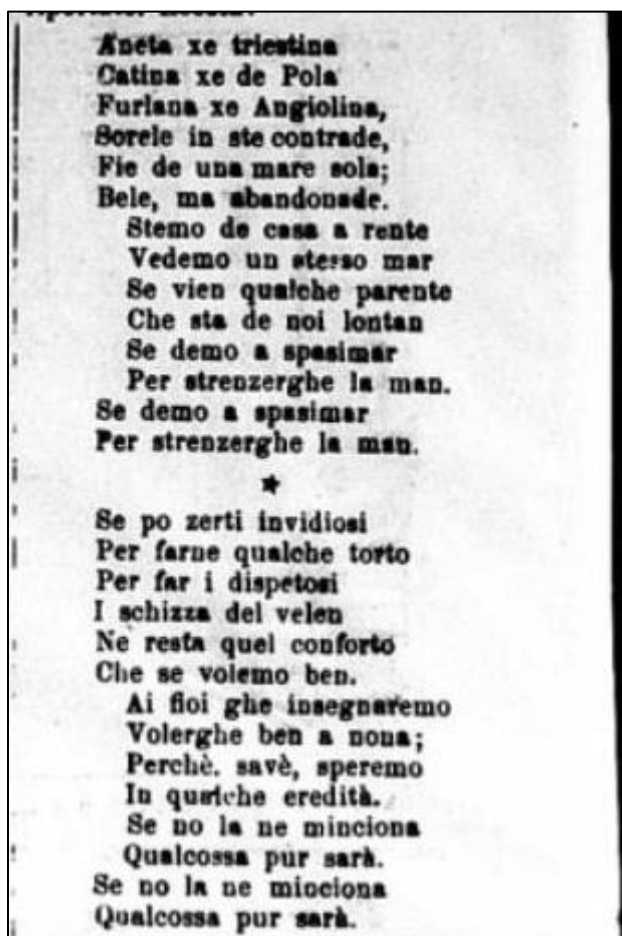 Aneta xe triestina
Catina xe de Pola
Furlana xe Angiolina,
Sorele in ste contrade,
Fie de una mare sola;
Bele, ma abandonade.
Stemo de casa a rente
Vedemo un stesso mar
Se vien qualche parente
Che sta de noi lontan
Se demo a spasimar
Per strenzerghe la man.
Se demo a spasimar
Per strenzerghe la man.
★
Se po zerti invidiosi
Per farne qualche torto
Per far i dispetosi
I schizza del velen
Ne resta quel conforto
Che se volemo ben.
Ai fioi ghe insegnaremo
Volerghe ben a nona;
Perchè. savè, speremo
In qualche eredità.
Se no la ne minciona
Qualcossa pur sarà.
Se no la ne minciona
Qualcossa pur sarà.